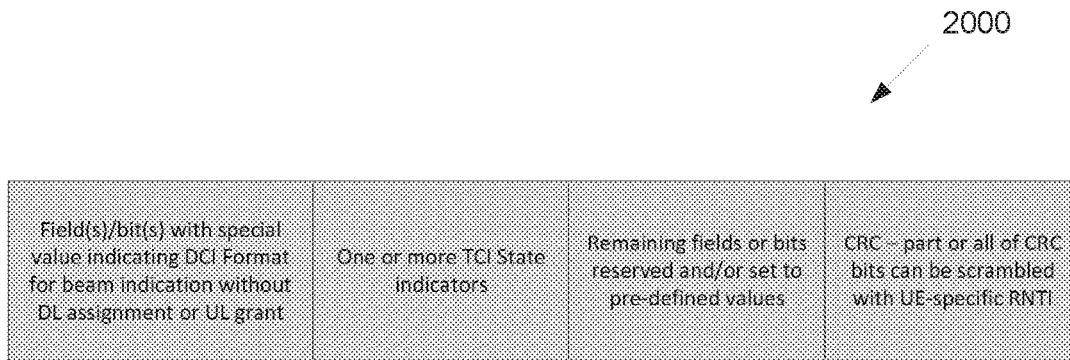 2000
Field(s)/bit(s) with special
value indicating DCI Format
for beam indication without
DL assignment or UL grant
One or more TCI State
indicators
Remaining fields or bits
reserved and/or set to
pre-defined values
CRC – part or all of CRC
bits can be scrambled
with UE-specific RNTI